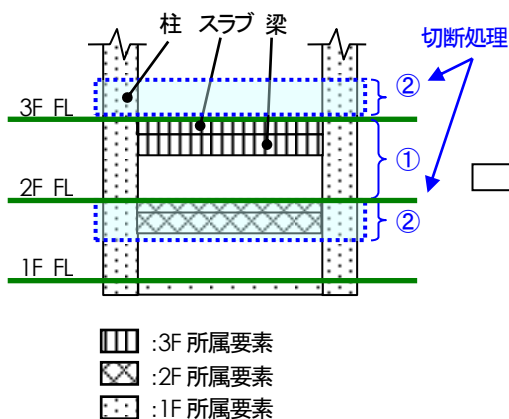 柱 スラブ 梁
切断処理
②
3F FL
①
2F FL
②
1F FL
:3F 所属要素
:2F 所属要素
:1F 所属要素